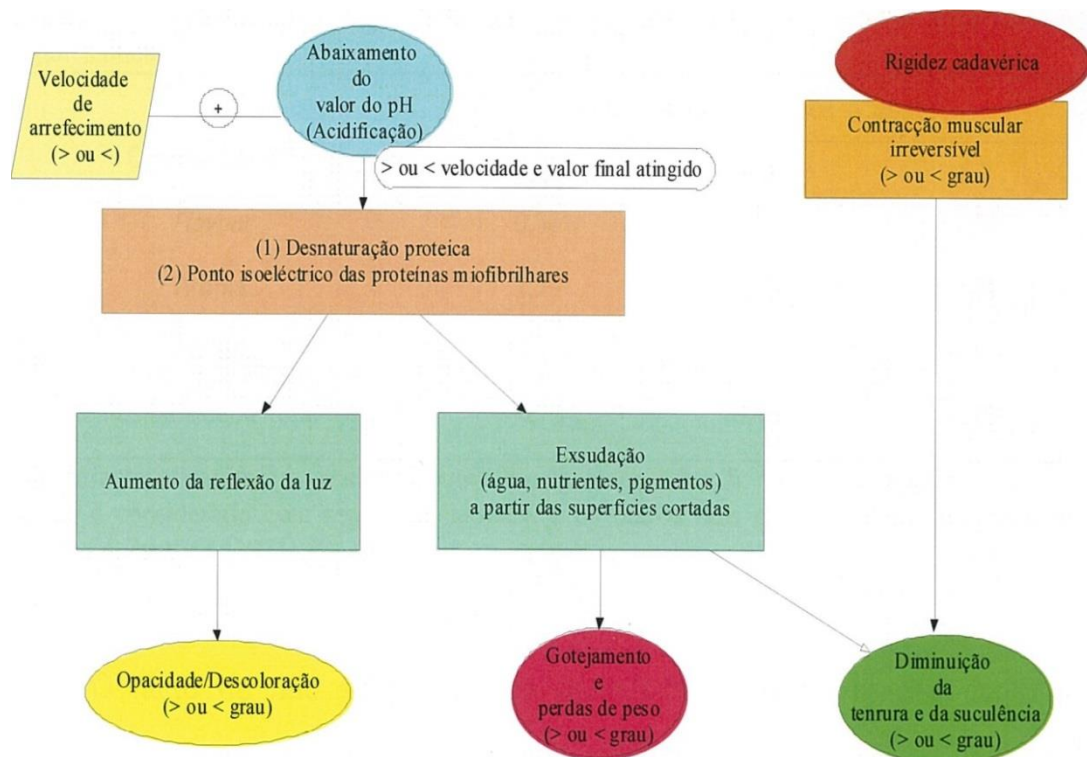 Velocidade
de
arrefecimento
(> ou <)
+
Abaixamento
do
valor do pH
(Acidificação)
> ou < velocidade e valor final atingido
Rigidez cadavérica
Contracção muscular
irreversível
(> ou < grau)
(1) Desnaturação proteica
(2) Ponto isoeléctrico das proteínas miofibrilhares
Aumento da reflexão da luz
Exsudação
(água, nutrientes, pigmentos)
a partir das superfícies cortadas
Opacidade/Descoloração
(> ou < grau)
Gotejamento
e
perdas de peso
(> ou < grau)
Diminuição
da
tenrura e da suculência
(> ou < grau)